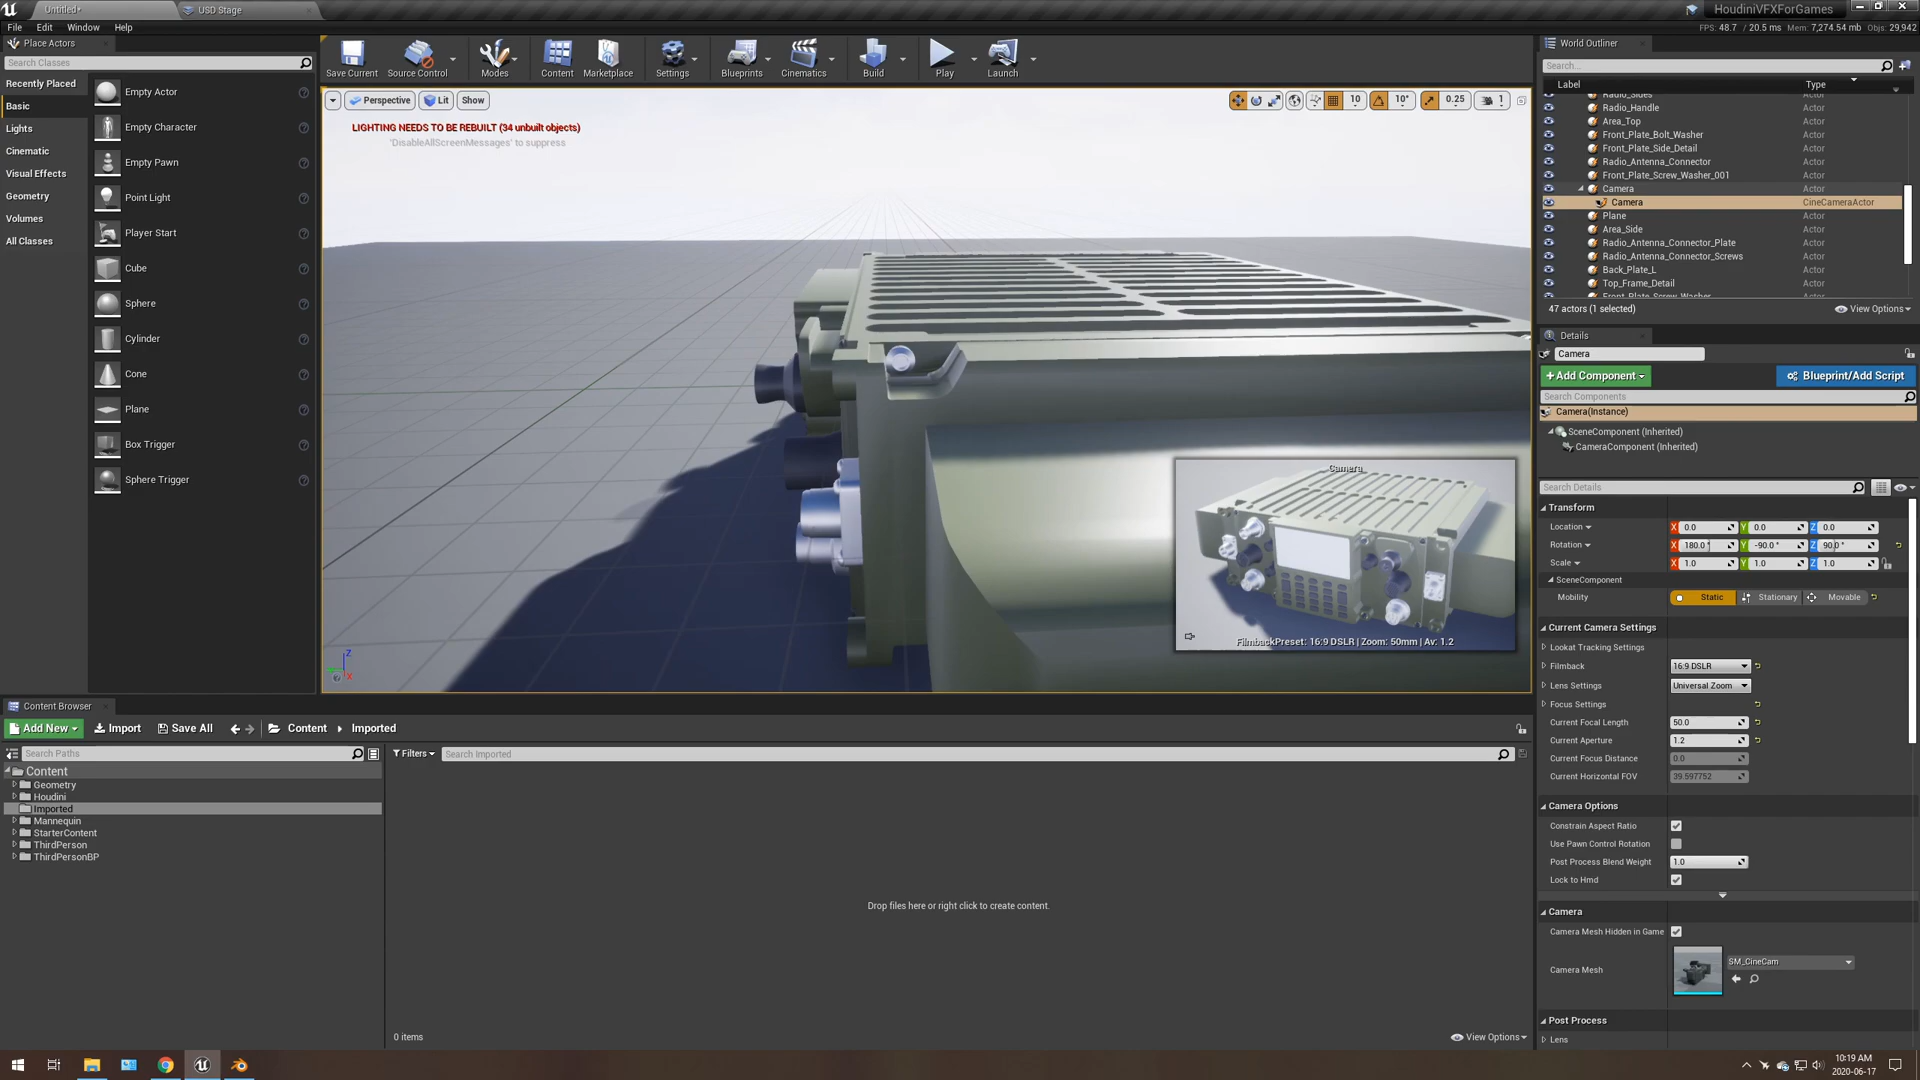 Untitled*
USD Stage
HoudiniVFXForGames
File Edit Window Help
FPS: 48.7 / 20.5 ms Mem: 7,274.54 mb Objs: 29,942
Place Actors
Search Classes
Recently Placed
Basic
Lights
Cinematic
Visual Effects
Geometry
Volumes
All Classes
Empty Actor
Empty Character
Empty Pawn
Point Light
Player Start
Cube
Sphere
Cylinder
Cone
Plane
Box Trigger
Sphere Trigger
Save Current Source Control Modes Content Marketplace Settings Blueprints Cinematics Build Play Launch
Perspective Lit Show
10 10° 0.25 1
LIGHTING NEEDS TO BE REBUILT (34 unbuilt objects)
'DisableAllScreenMessages' to suppress
Z
X
Camera
FilmbackPreset: 16:9 DSLR | Zoom: 50mm | Av: 1.2
World Outliner
Search...
Label Type
Radio_Sides Actor
Radio_Handle Actor
Area_Top Actor
Front_Plate_Bolt_Washer Actor
Front_Plate_Side_Detail Actor
Radio_Antenna_Connector Actor
Front_Plate_Screw_Washer_001 Actor
Camera Actor
Camera CineCameraActor
Plane Actor
Area_Side Actor
Radio_Antenna_Connector_Plate Actor
Radio_Antenna_Connector_Screws Actor
Back_Plate_L Actor
Top_Frame_Detail Actor
Front_Plate_Screw_Washer Actor
47 actors (1 selected) View Options
Details
Camera
+Add Component Blueprint/Add Script
Search Components
Camera(Instance)
SceneComponent (Inherited)
CameraComponent (Inherited)
Search Details
Transform
Location X 0.0 Y 0.0 Z 0.0
Rotation X 180.0 ° Y -90.0 ° Z 90.0 °
Scale X 1.0 Y 1.0 Z 1.0
SceneComponent
Mobility Static Stationary Movable
Current Camera Settings
Lookat Tracking Settings
Filmback 16:9 DSLR
Lens Settings Universal Zoom
Focus Settings
Current Focal Length 50.0
Current Aperture 1.2
Current Focus Distance 0.0
Current Horizontal FOV 39.597752
Camera Options
Constrain Aspect Ratio
Use Pawn Control Rotation
Post Process Blend Weight 1.0
Lock to Hmd
Camera
Camera Mesh Hidden in Game
Camera Mesh SM_CineCam
Post Process
Lens
Content Browser
Add New Import Save All Content Imported
Search Paths
Filters Search Imported
Content
Geometry
Houdini
Imported
Mannequin
StarterContent
ThirdPerson
ThirdPersonBP
Drop files here or right click to create content.
0 items View Options
10:19 AM
2020-06-17